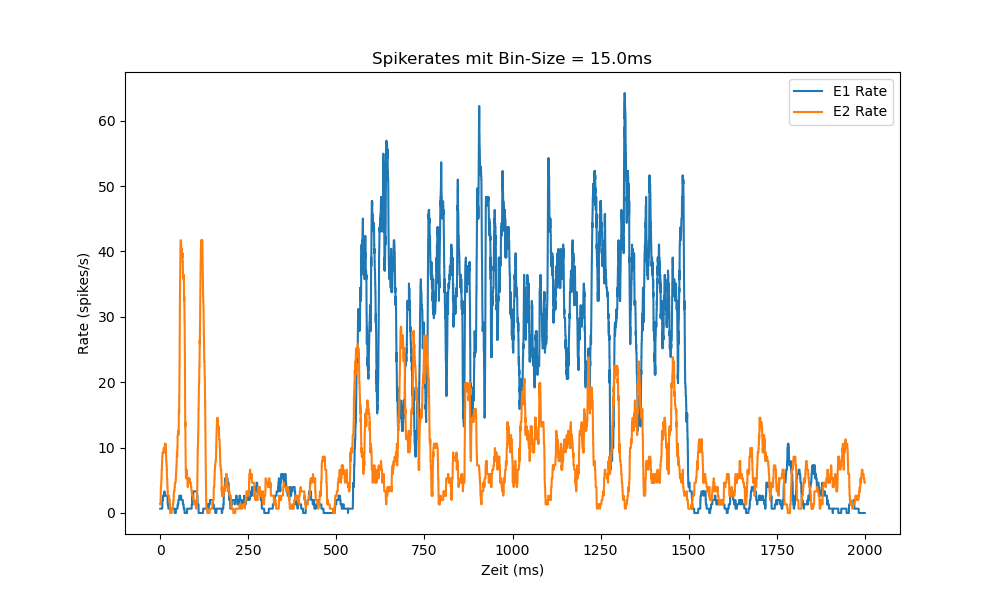 Spikerates mit Bin-Size = 15.0ms
E1 Rate
E2 Rate
60
50
40
30
20
10
0
Rate (spikes/s)
0 250 500 750 1000 1250 1500 1750 2000
Zeit (ms)